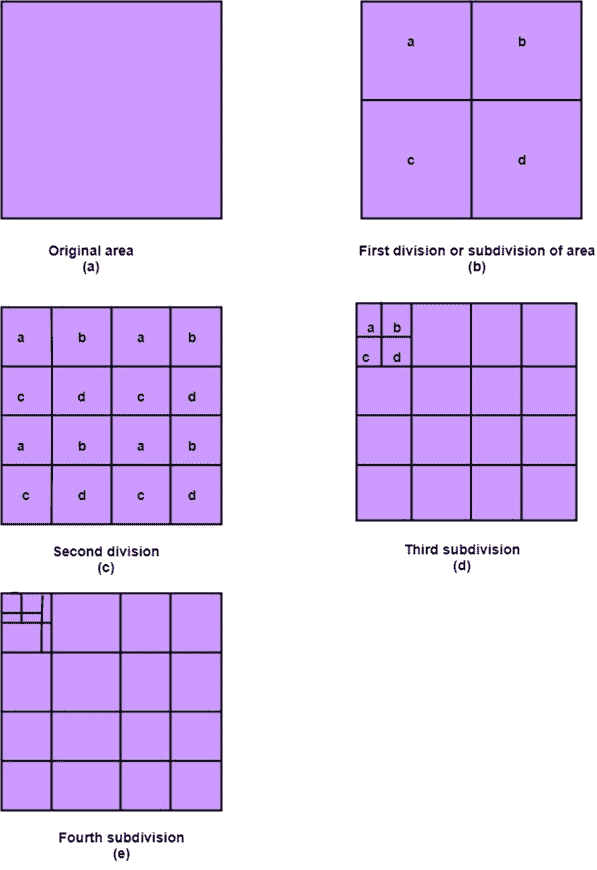 a b
c d
Original area
(a)
First division or subdivision of area
(b)
a b a b
c d c d
a b a b
c d c d
a b
c d
Second division
(c)
Third subdivision
(d)
Fourth subdivision
(e)